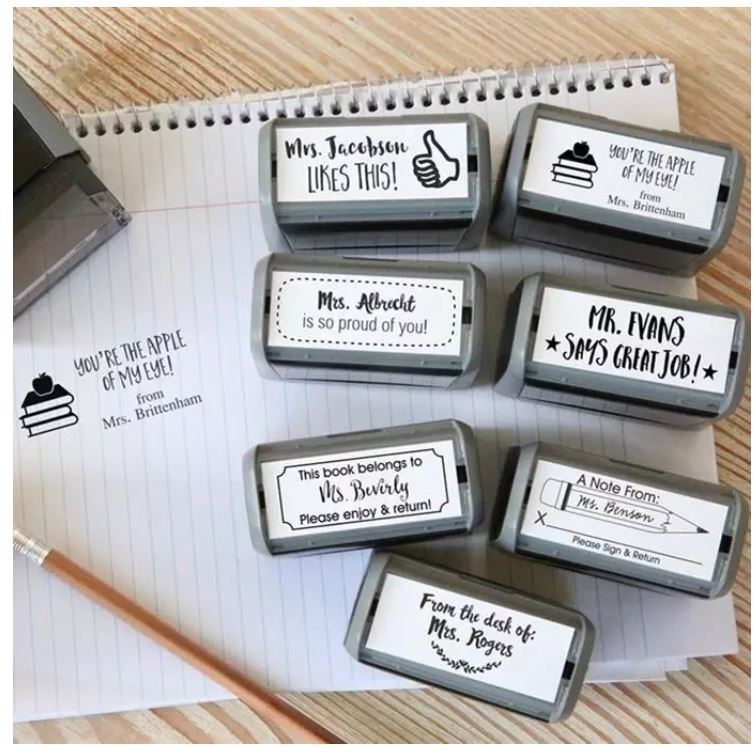 Mrs. Jacobson
LIKES THIS!
YOU'RE THE APPLE
OF MY EYE!
from
Mrs. Brittenham
Mrs. Albrecht
is so proud of you!
MR. EVANS
SAYS GREAT JOB!
YOU'RE THE APPLE
OF MY EYE!
from
Mrs. Brittenham
This book belongs to
Ms. Beverly
Please enjoy & return!
A Note From:
Ms. Benson
X
Please Sign & Return
From the desk of:
Mrs. Rogers